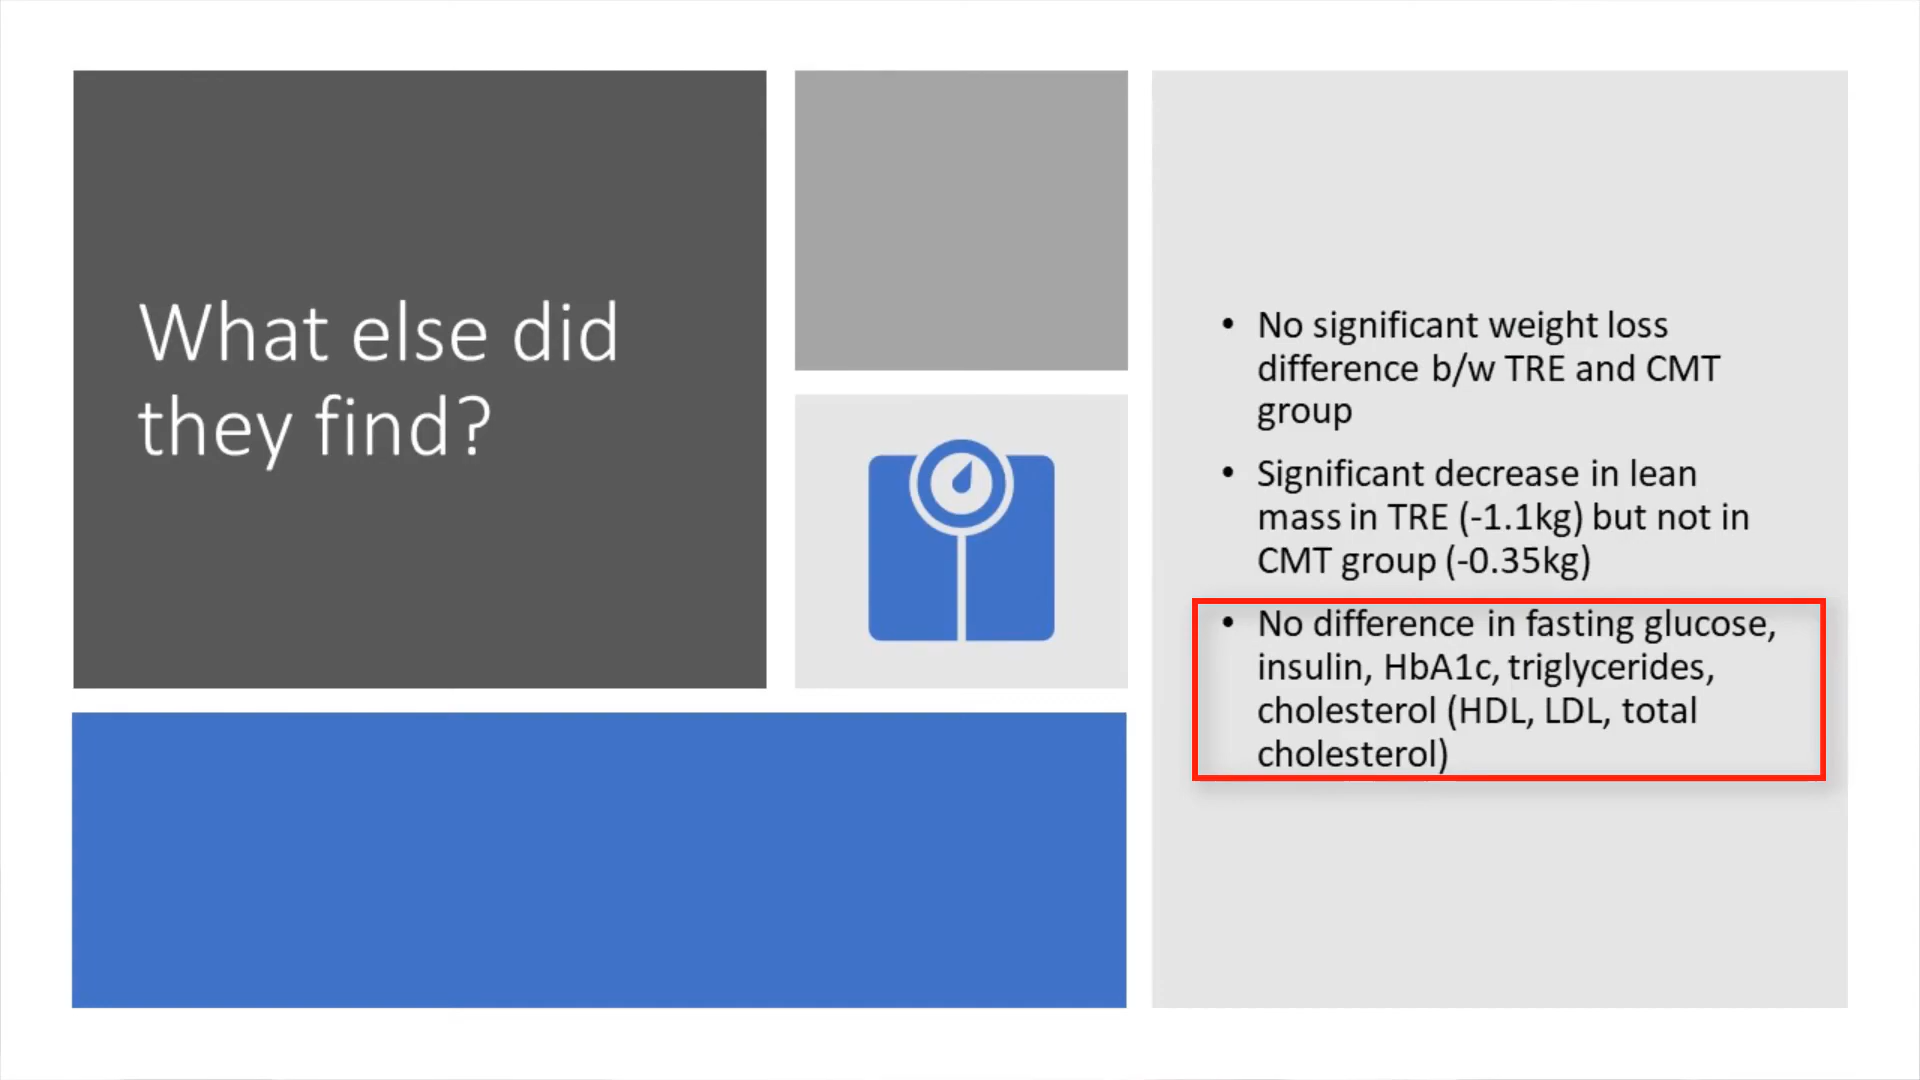 What else did
they find?
• No significant weight loss
difference b/w TRE and CMT
group
• Significant decrease in lean
mass in TRE (-1.1kg) but not in
CMT group (-0.35kg)
• No difference in fasting glucose,
insulin, HbA1c, triglycerides,
cholesterol (HDL, LDL, total
cholesterol)